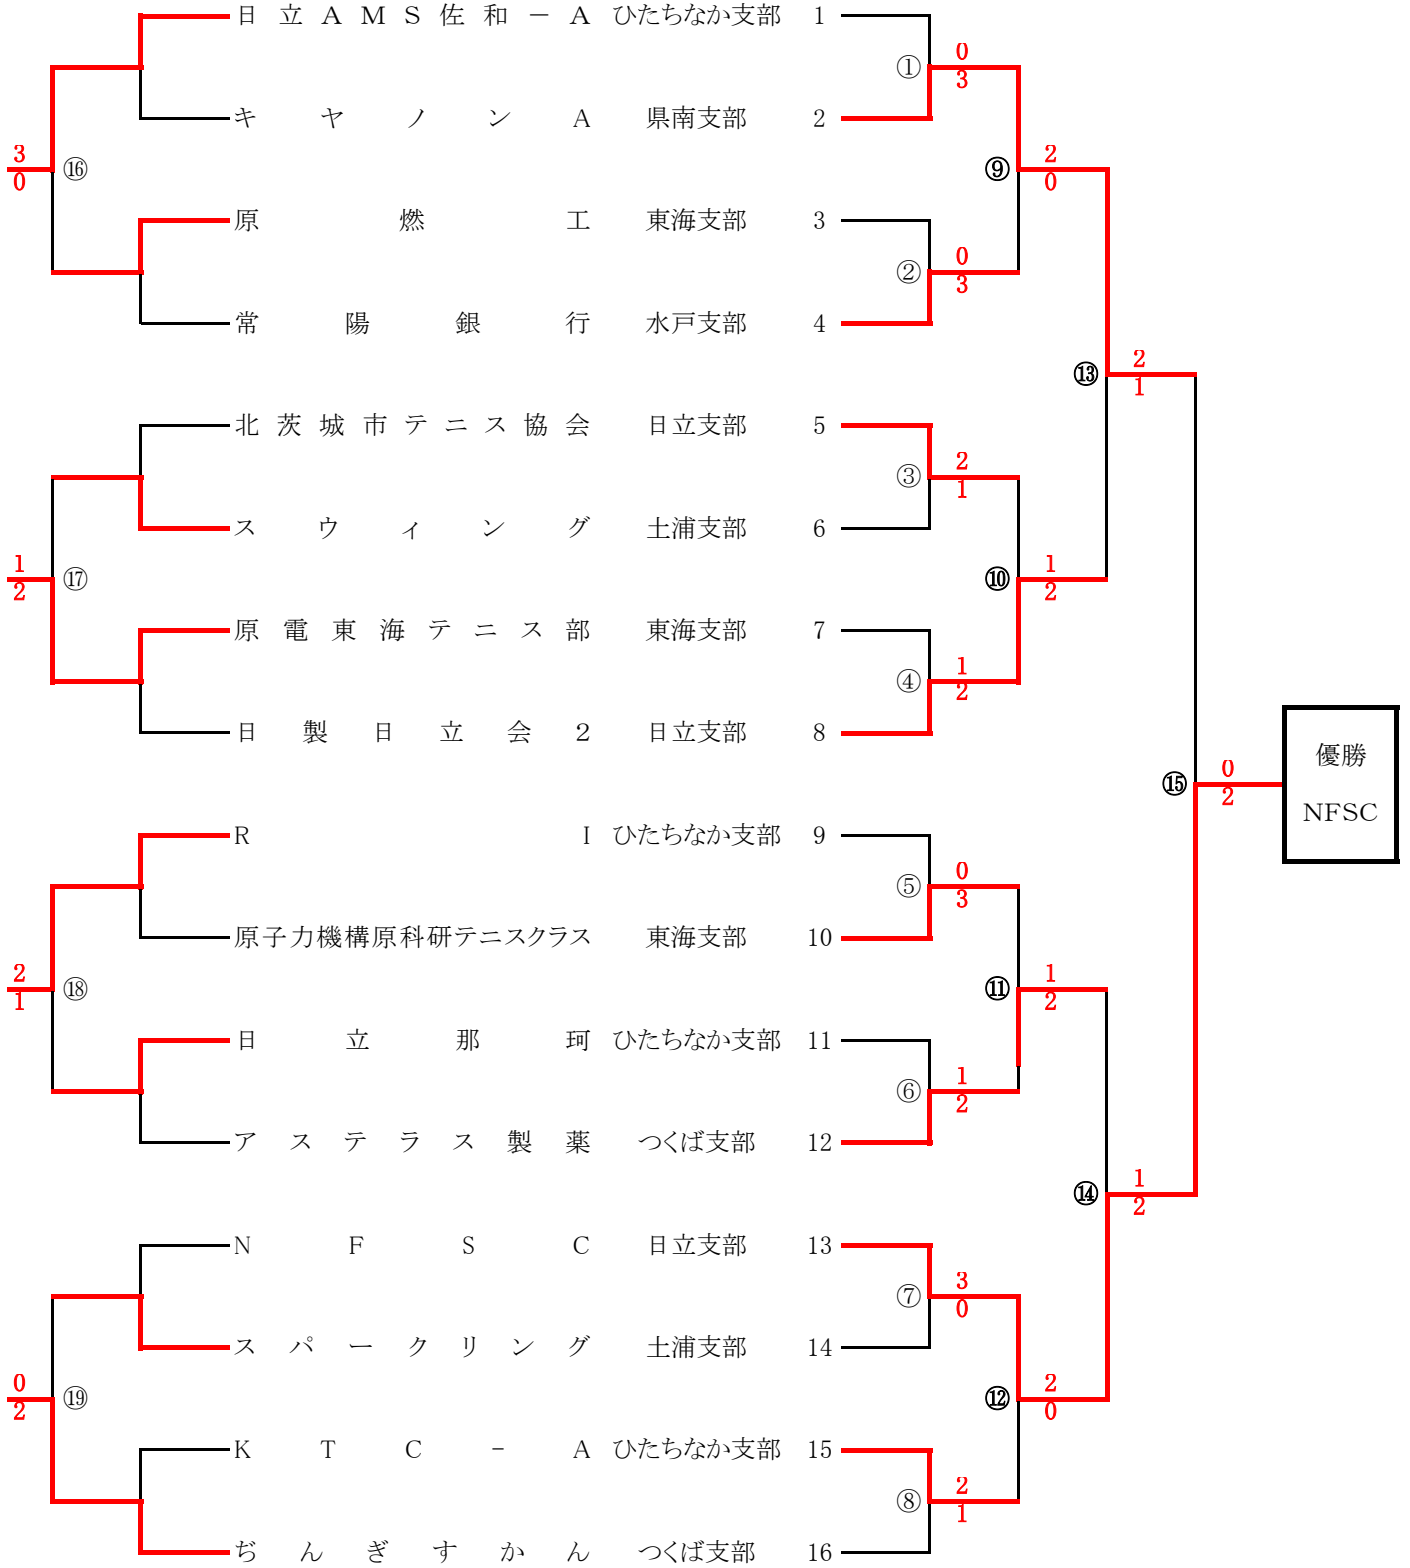 日立AMS佐和－A ひたちなか支部 1
0
① 3
キヤノンA 県南支部 2
3 2
⑯ ⑨
0 0
原燃工 東海支部 3
0
② 3
常陽銀行 水戸支部 4
2
⑬ 1
北茨城市テニス協会 日立支部 5
2
③ 1
スウィング 土浦支部 6
1 1
⑰ ⑩
2 2
原電東海テニス部 東海支部 7
1
④ 2
日製日立会2 日立支部 8
優勝
0
⑮ 2
NFSC
RI ひたちなか支部 9
0
⑤ 3
原子力機構原科研テニスクラス 東海支部 10
2 1
⑱ ⑪
1 2
日立那珂 ひたちなか支部 11
1
⑥ 2
アステラス製薬 つくば支部 12
1
⑭ 2
NFSC 日立支部 13
3
⑦ 0
スパークリング 土浦支部 14
0 2
⑲ ⑫
2 0
KTC-A ひたちなか支部 15
2
⑧ 1
ぢんぎすかん つくば支部 16